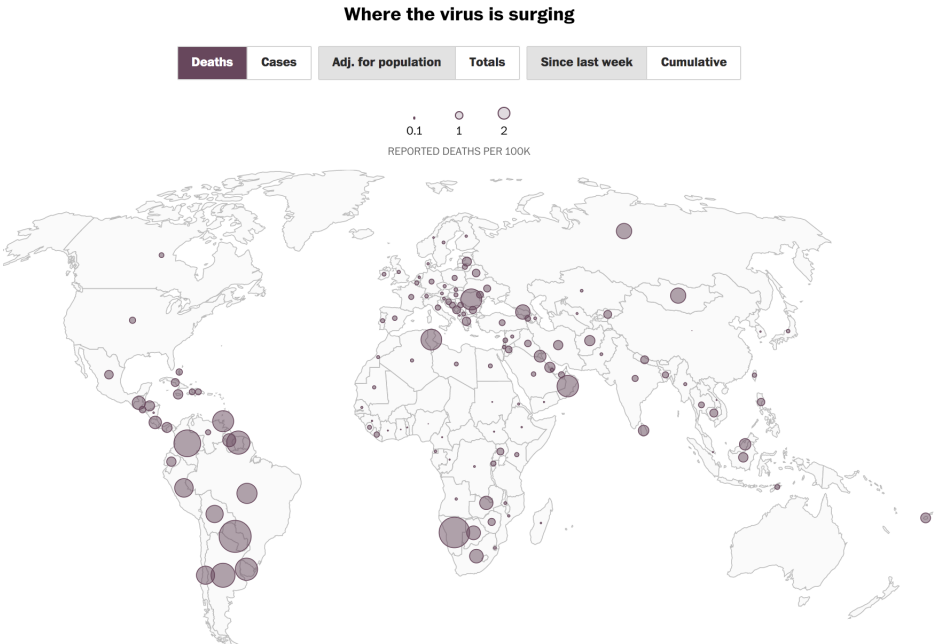 Where the virus is surging
Deaths Cases Adj. for population Totals Since last week Cumulative
0.1 1 2
REPORTED DEATHS PER 100K